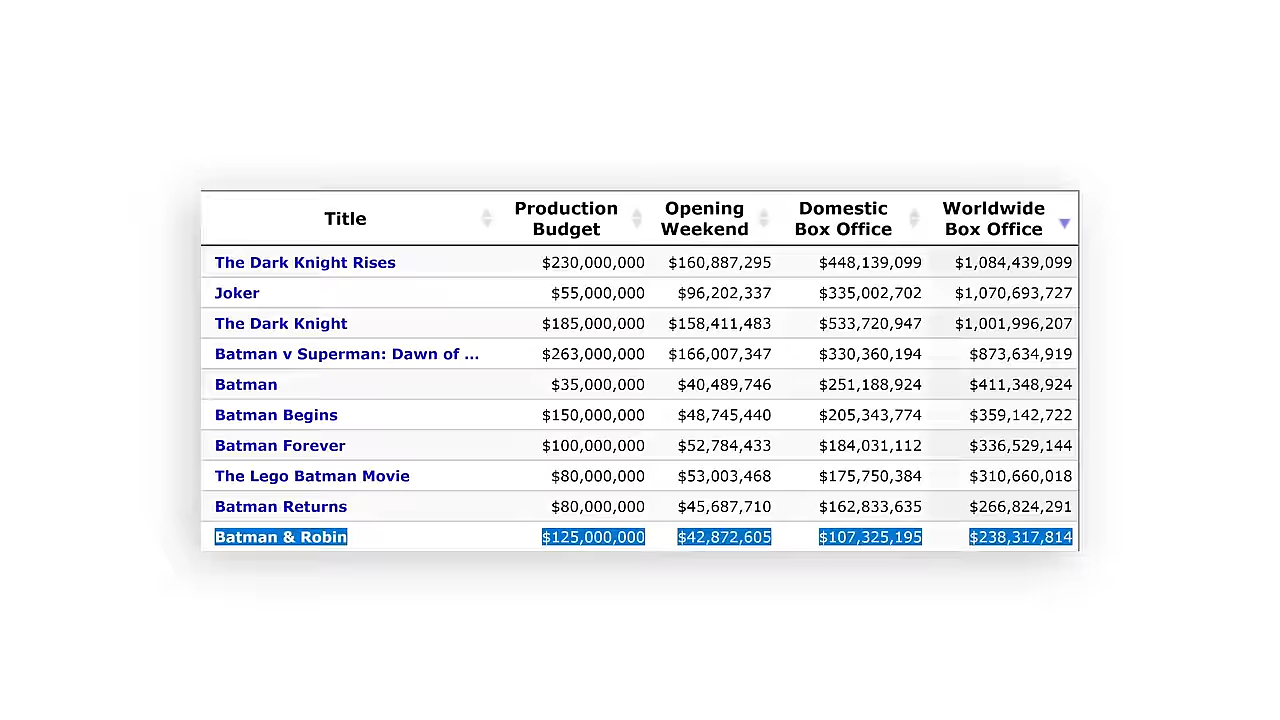 Title Production Budget Opening Weekend Domestic Box Office Worldwide Box Office
The Dark Knight Rises $230,000,000 $160,887,295 $448,139,099 $1,084,439,099
Joker $55,000,000 $96,202,337 $335,002,702 $1,070,693,727
The Dark Knight $185,000,000 $158,411,483 $533,720,947 $1,001,996,207
Batman v Superman: Dawn of ... $263,000,000 $166,007,347 $330,360,194 $873,634,919
Batman $35,000,000 $40,489,746 $251,188,924 $411,348,924
Batman Begins $150,000,000 $48,745,440 $205,343,774 $359,142,722
Batman Forever $100,000,000 $52,784,433 $184,031,112 $336,529,144
The Lego Batman Movie $80,000,000 $53,003,468 $175,750,384 $310,660,018
Batman Returns $80,000,000 $45,687,710 $162,833,635 $266,824,291
Batman & Robin $125,000,000 $42,872,605 $107,325,195 $238,317,814